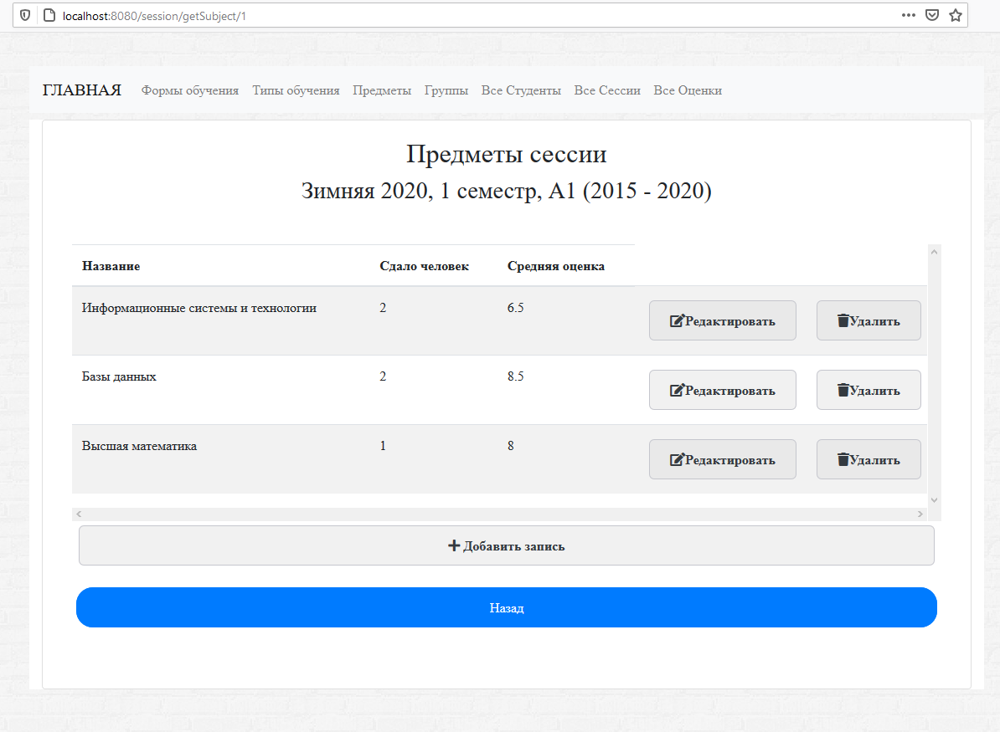 localhost:8080/session/getSubject/1
ГЛАВНАЯ Формы обучения Типы обучения Предметы Группы Все Студенты Все Сессии Все Оценки
Предметы сессии
Зимняя 2020, 1 семестр, А1 (2015 - 2020)
Название Сдало человек Средняя оценка
Информационные системы и технологии 2 6.5 Редактировать Удалить
Базы данных 2 8.5 Редактировать Удалить
Высшая математика 1 8 Редактировать Удалить
Добавить запись
Назад